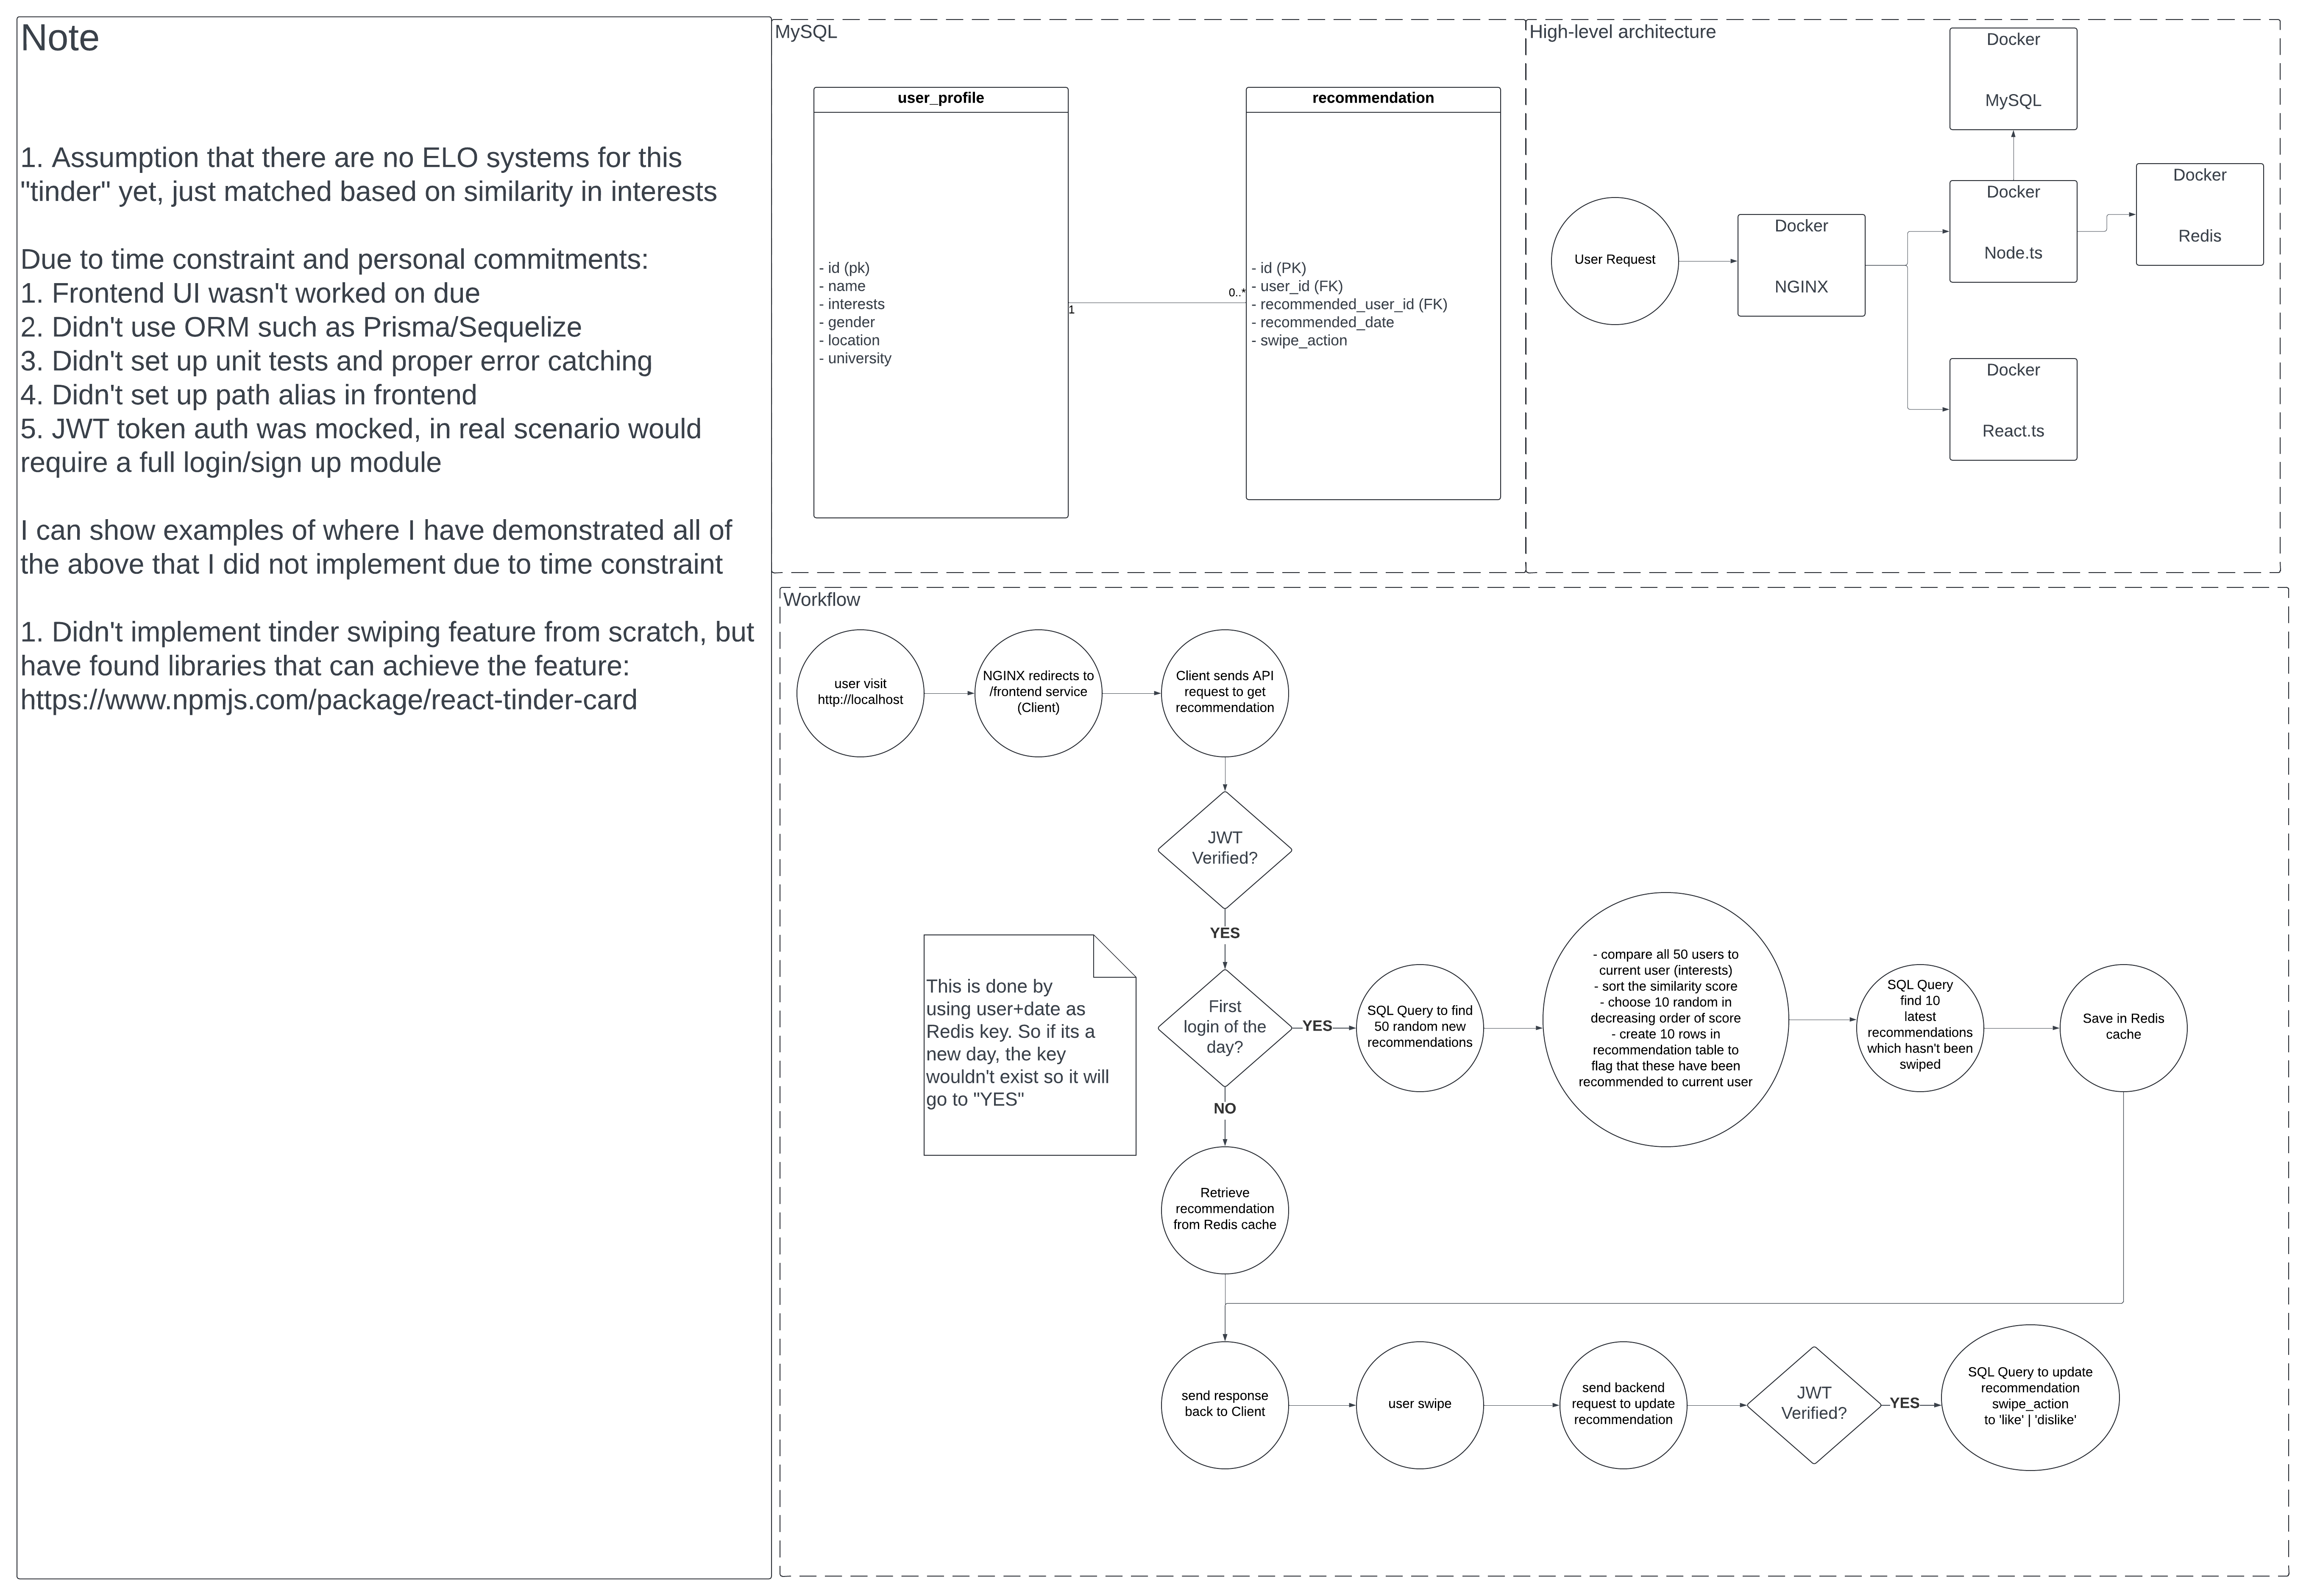 Note
1. Assumption that there are no ELO systems for this
"tinder" yet, just matched based on similarity in interests
Due to time constraint and personal commitments:
1. Frontend UI wasn't worked on due
2. Didn't use ORM such as Prisma/Sequelize
3. Didn't set up unit tests and proper error catching
4. Didn't set up path alias in frontend
5. JWT token auth was mocked, in real scenario would
require a full login/sign up module
I can show examples of where I have demonstrated all of
the above that I did not implement due to time constraint
1. Didn't implement tinder swiping feature from scratch, but
have found libraries that can achieve the feature:
https://www.npmjs.com/package/react-tinder-card
MySQL
user_profile
- id (pk)
- name
- interests
- gender
- location
- university
1
0..*
recommendation
- id (PK)
- user_id (FK)
- recommended_user_id (FK)
- recommended_date
- swipe_action
High-level architecture
User Request
Docker
NGINX
Docker
MySQL
Docker
Node.ts
Docker
Redis
Docker
React.ts
Workflow
user visit
http://localhost
NGINX redirects to
/frontend service
(Client)
Client sends API
request to get
recommendation
JWT
Verified?
YES
This is done by
using user+date as
Redis key. So if its a
new day, the key
wouldn't exist so it will
go to "YES"
First
login of the
day?
YES
SQL Query to find
50 random new
recommendations
- compare all 50 users to
current user (interests)
- sort the similarity score
- choose 10 random in
decreasing order of score
- create 10 rows in
recommendation table to
flag that these have been
recommended to current user
SQL Query
find 10
latest
recommendations
which hasn't been
swiped
Save in Redis
cache
NO
Retrieve
recommendation
from Redis cache
send response
back to Client
user swipe
send backend
request to update
recommendation
JWT
Verified?
YES
SQL Query to update
recommendation
swipe_action
to 'like' | 'dislike'